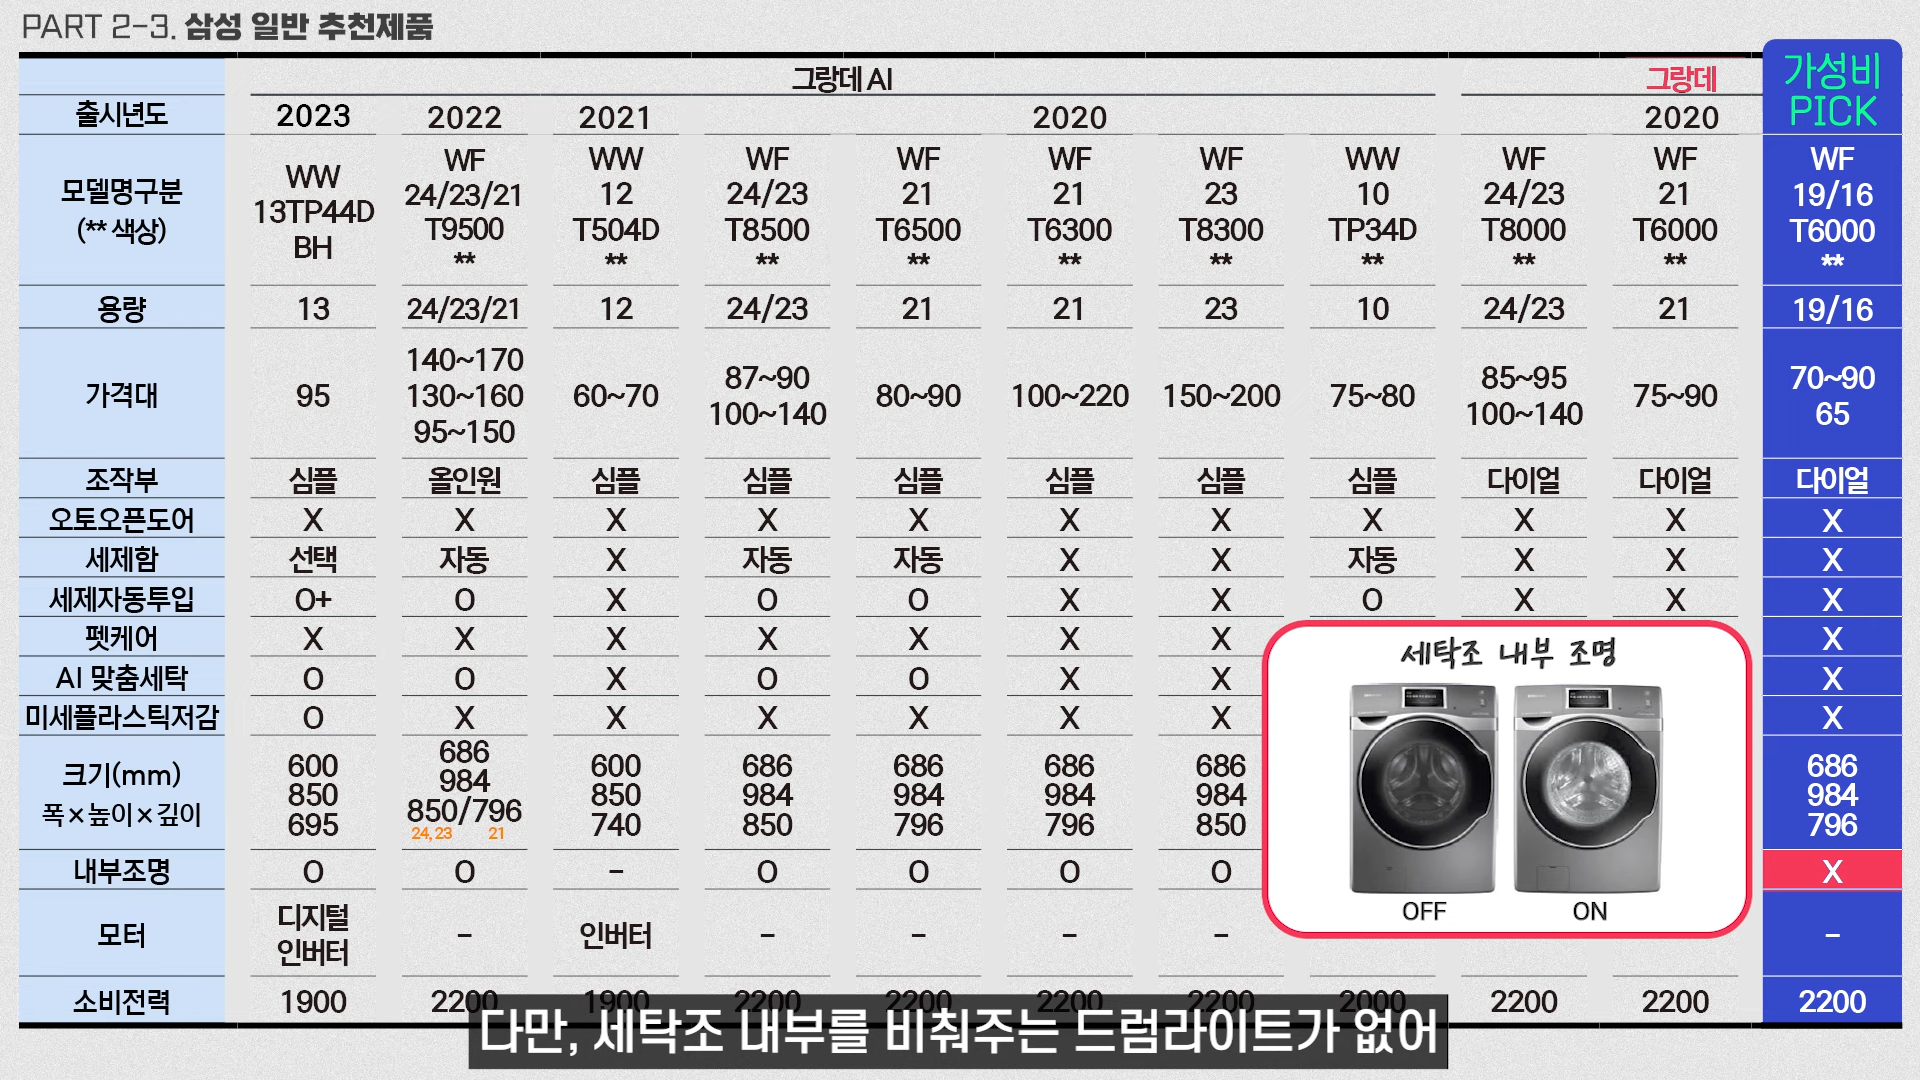 PART 2-3. 삼성 일반 추천제품
그랑데 AI 그랑데 가성비 PICK
출시년도 2023 2022 2021 2020 2020
모델명구분 (** 색상)
WW 13TP44D BH
WF 24/23/21 T9500 **
WW 12 T504D **
WF 24/23 T8500 **
WF 21 T6500 **
WF 21 T6300 **
WF 23 T8300 **
WW 10 TP34D **
WF 24/23 T8000 **
WF 21 T6000 **
WF 19/16 T6000 **
용량 13 24/23/21 12 24/23 21 21 23 10 24/23 21 19/16
가격대
95
140~170 130~160 95~150
60~70
87~90 100~140
80~90
100~220
150~200
75~80
85~95 100~140
75~90
70~90 65
조작부 심플 올인원 심플 심플 심플 심플 심플 심플 다이얼 다이얼 다이얼
오토오픈도어 X X X X X X X X X X X
세제함 선택 자동 X 자동 자동 X X 자동 X X X
세제자동투입 O+ O X O O X X O X X X
펫케어 X X X X X X X X
AI 맞춤세탁 O O X O O X X X
미세플라스틱저감 O X X X X X X X
크기(mm) 폭×높이×깊이
600 850 695
686 984 850/796 24,23 21
600 850 740
686 984 850
686 984 796
686 984 796
686 984 850
686 984 796
내부조명 O O - O O O O X
모터 디지털 인버터 - 인버터 - - - - -
소비전력 1900 2200 1900 2200 2200 2200 2200 2000 2200 2200 2200
세탁조 내부 조명
OFF ON
다만, 세탁조 내부를 비춰주는 드럼라이트가 없어